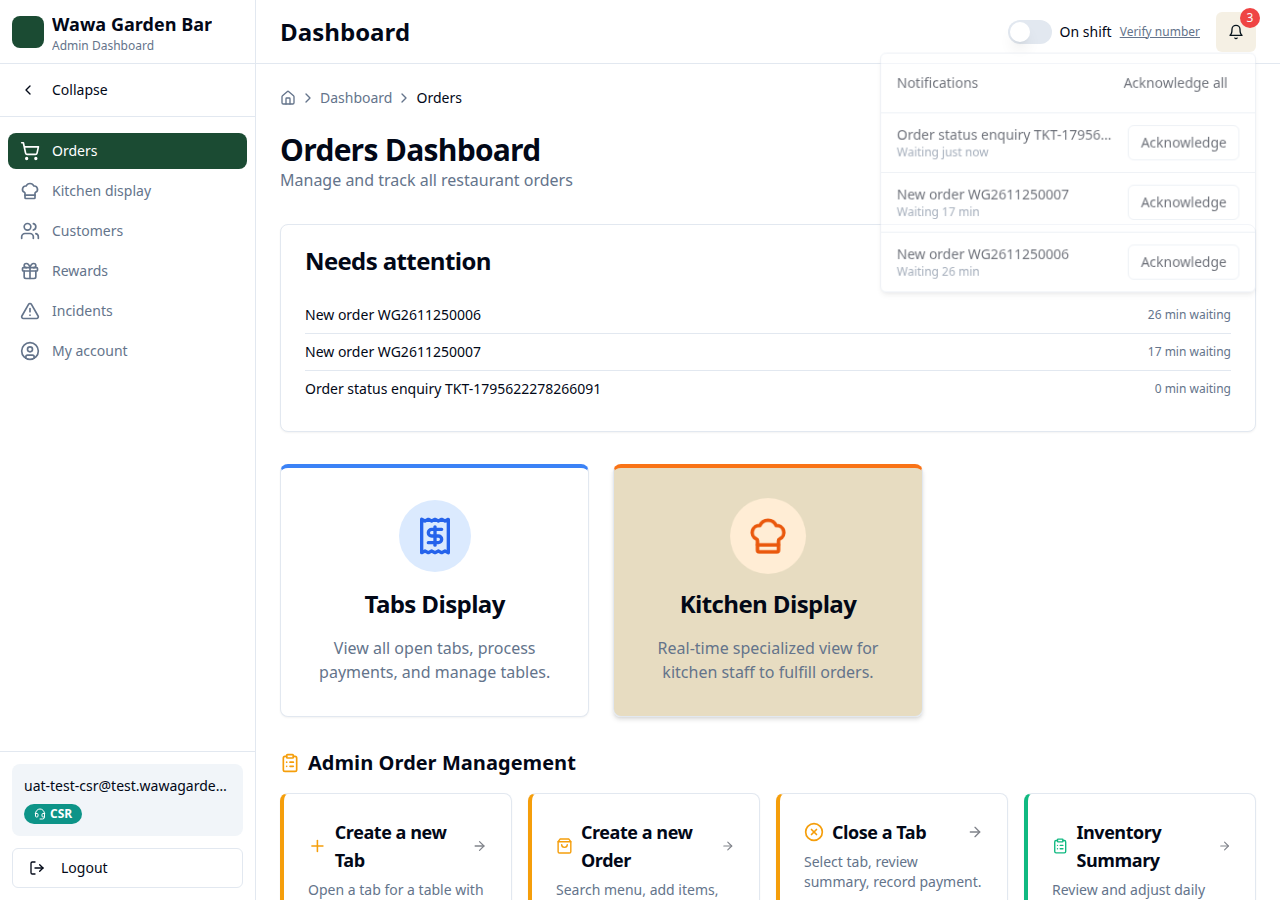 Wawa Garden Bar
Admin Dashboard
Collapse
Orders
Kitchen display
Customers
Rewards
Incidents
My account
uat-test-csr@test.wawagarde...
CSR
Logout
Dashboard
On shift
Verify number
3
Notifications
Acknowledge all
Order status enquiry TKT-17956...
Waiting just now
Acknowledge
New order WG2611250007
Waiting 17 min
Acknowledge
New order WG2611250006
Waiting 26 min
Acknowledge
Dashboard
Orders
Orders Dashboard
Manage and track all restaurant orders
Needs attention
New order WG2611250006
26 min waiting
New order WG2611250007
17 min waiting
Order status enquiry TKT-1795622278266091
0 min waiting
Tabs Display
View all open tabs, process
payments, and manage tables.
Kitchen Display
Real-time specialized view for
kitchen staff to fulfill orders.
Admin Order Management
Create a new
Tab
Open a tab for a table with
Create a new
Order
Search menu, add items,
Close a Tab
Select tab, review
summary, record payment.
Inventory
Summary
Review and adjust daily